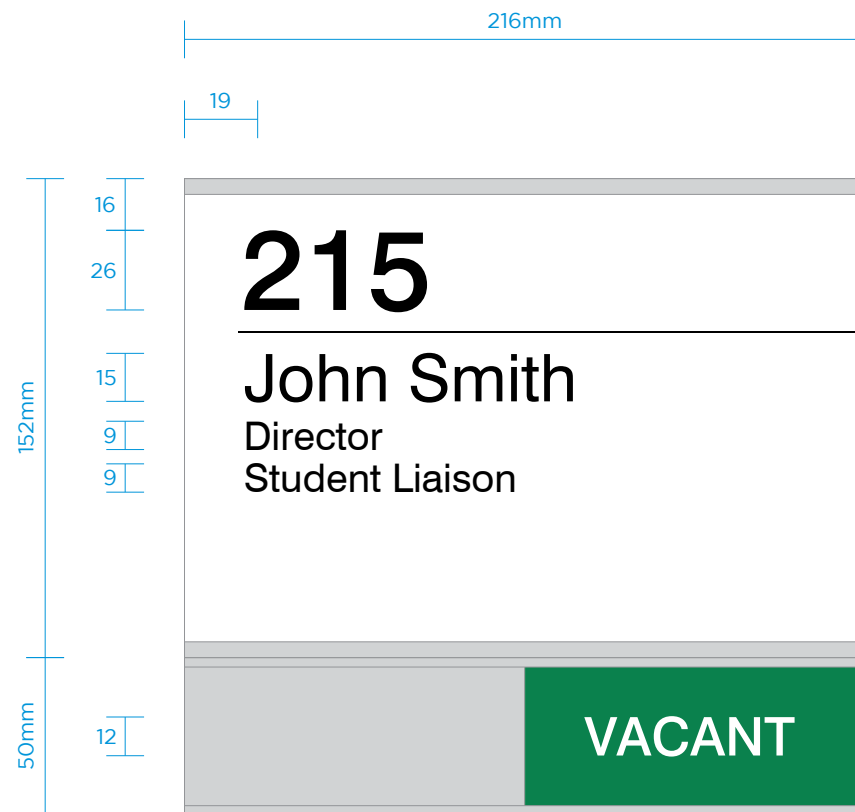 216mm
19
16
215
26
152mm
15
John Smith
9
Director
9
Student Liaison
50mm
12
VACANT